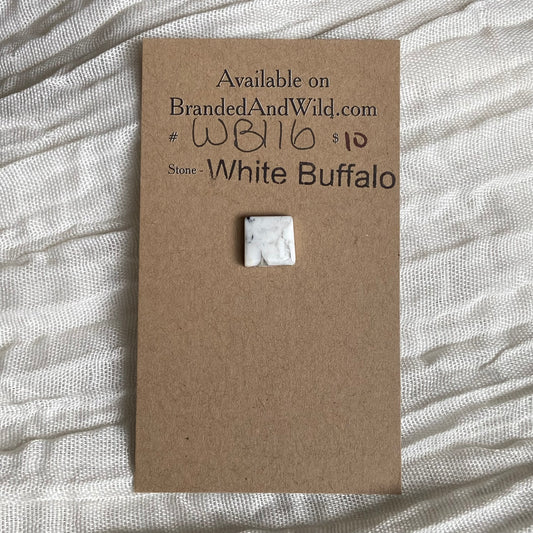 Available on
BrandedAndWild.com
# WB116 $10
Stone - White Buffalo